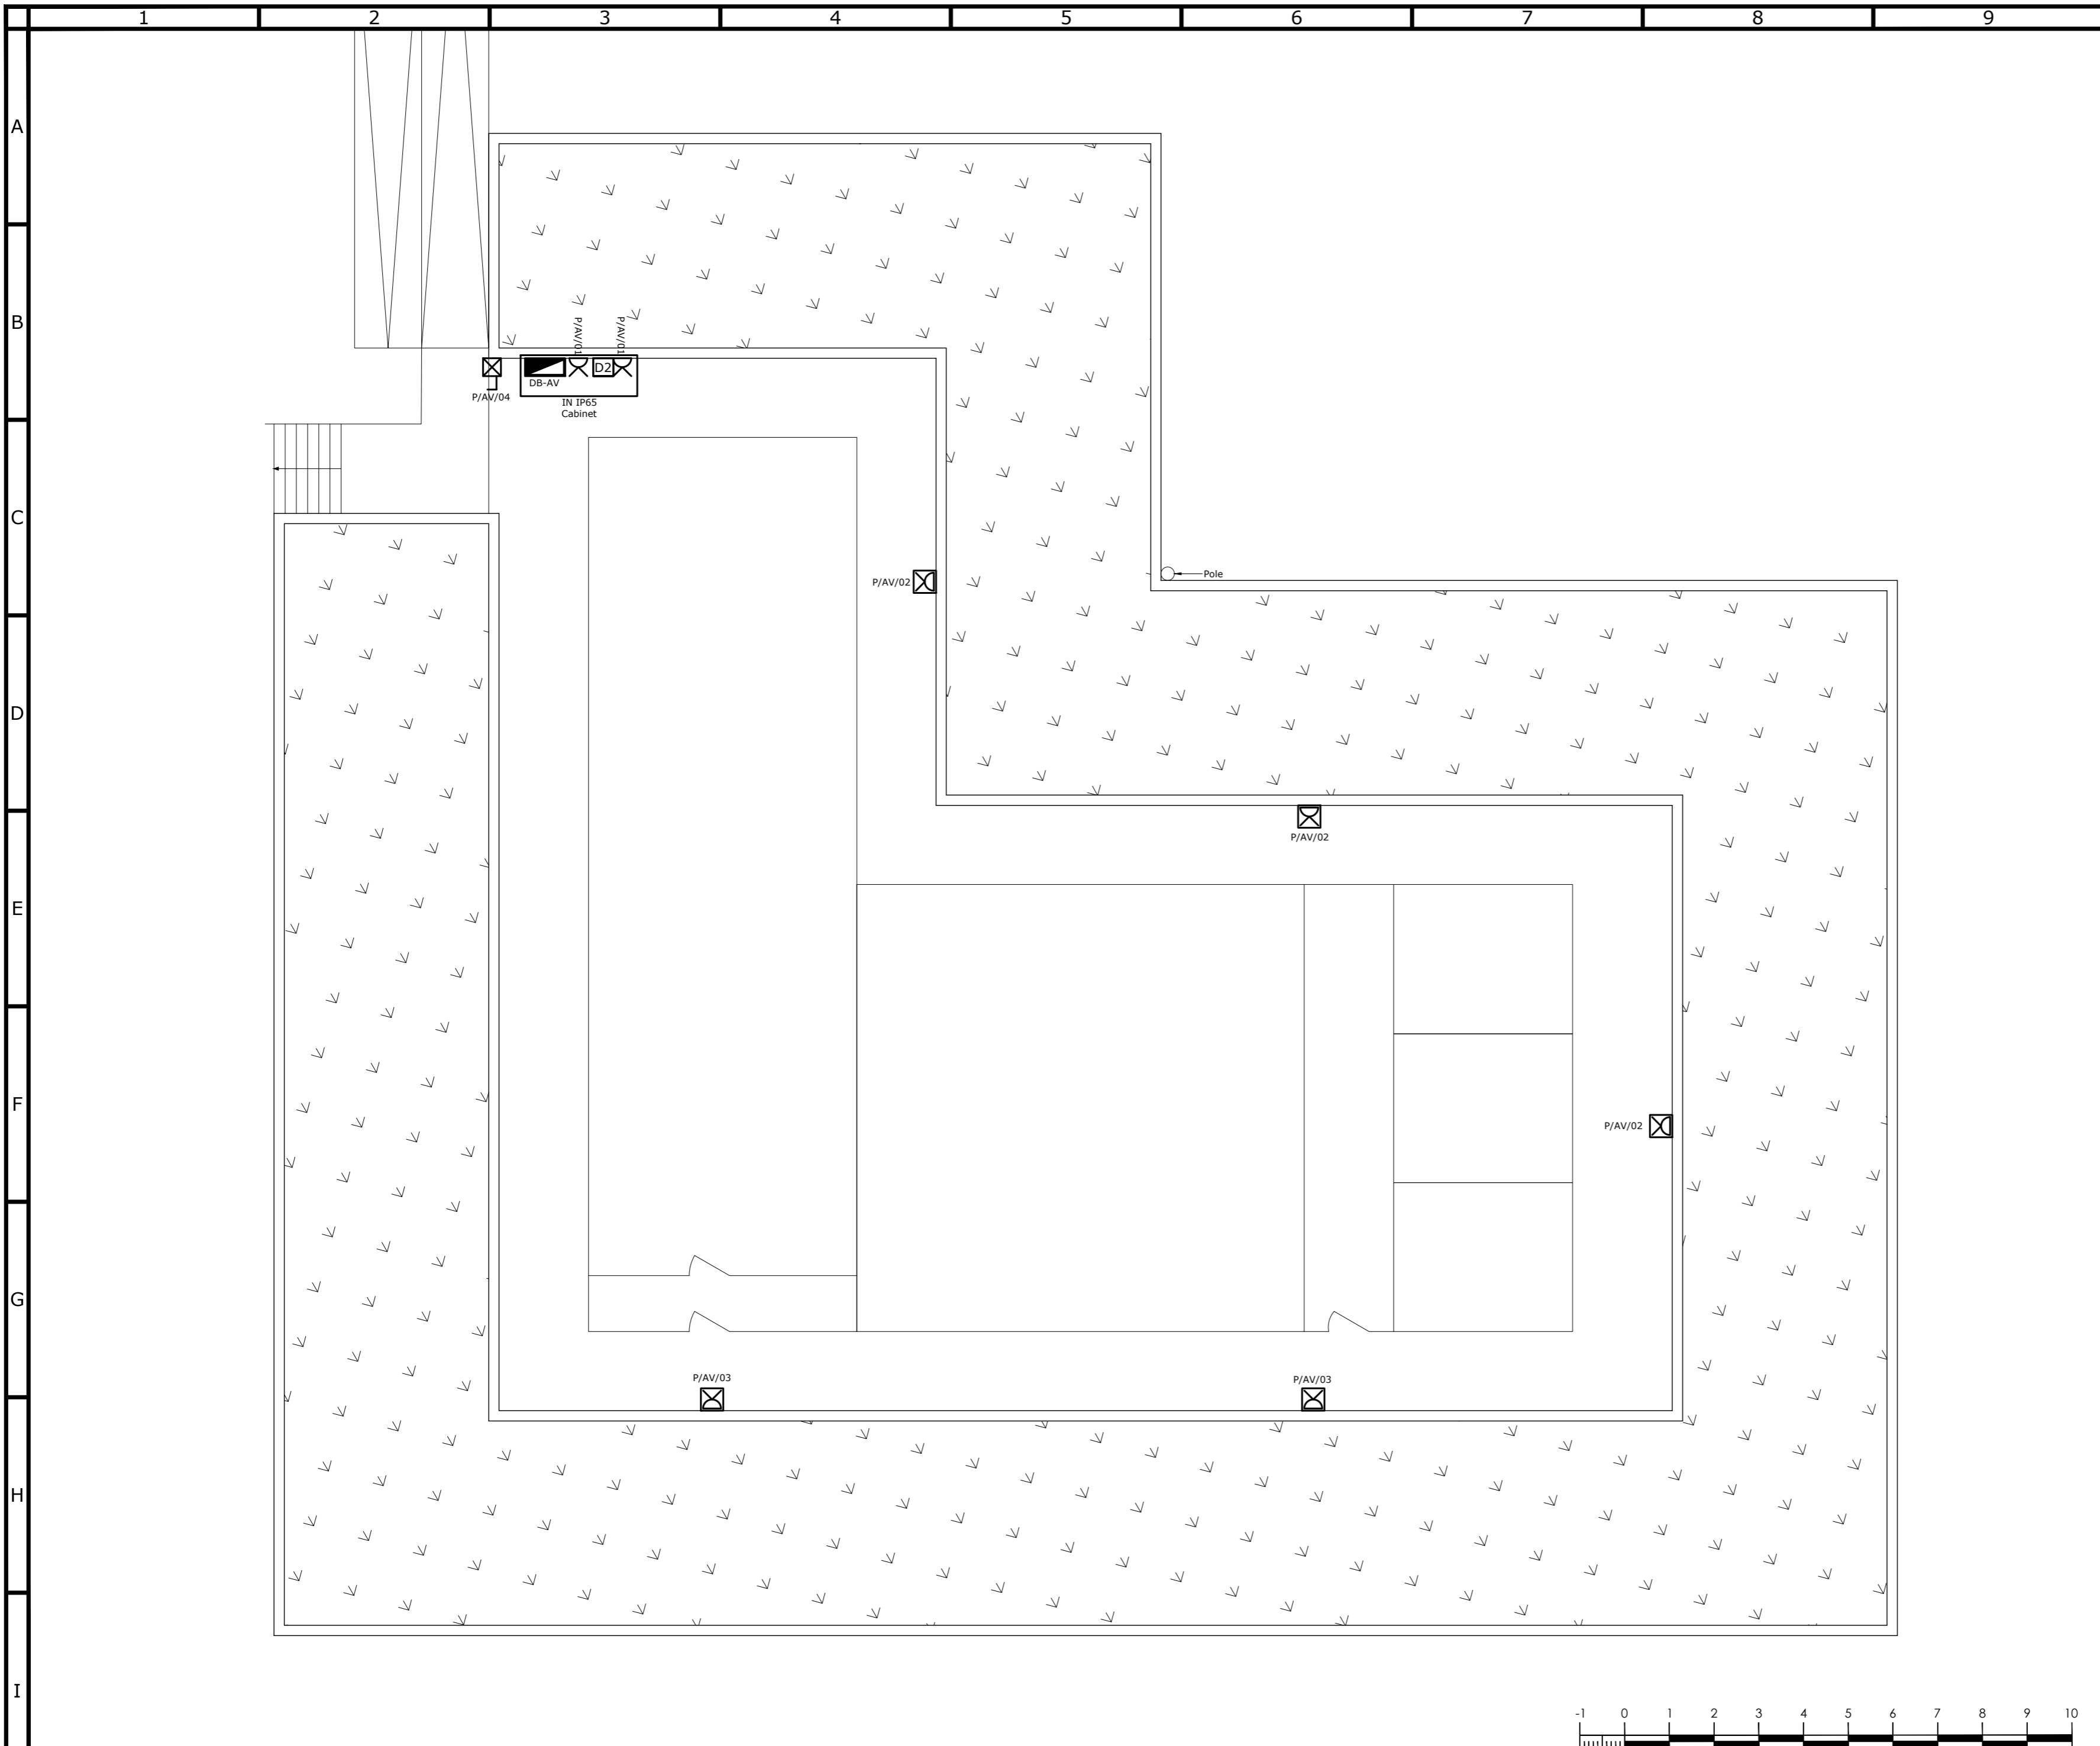 1 2 3 4 5 6 7 8 9
A
B
P/AV/01 P/AV/01
D2
DB-AV
P/AV/04
IN IP65
Cabinet
C
Pole
P/AV/02
D
P/AV/02
E
F
P/AV/02
G
P/AV/03 P/AV/03
H
I
-1 0 1 2 3 4 5 6 7 8 9 10